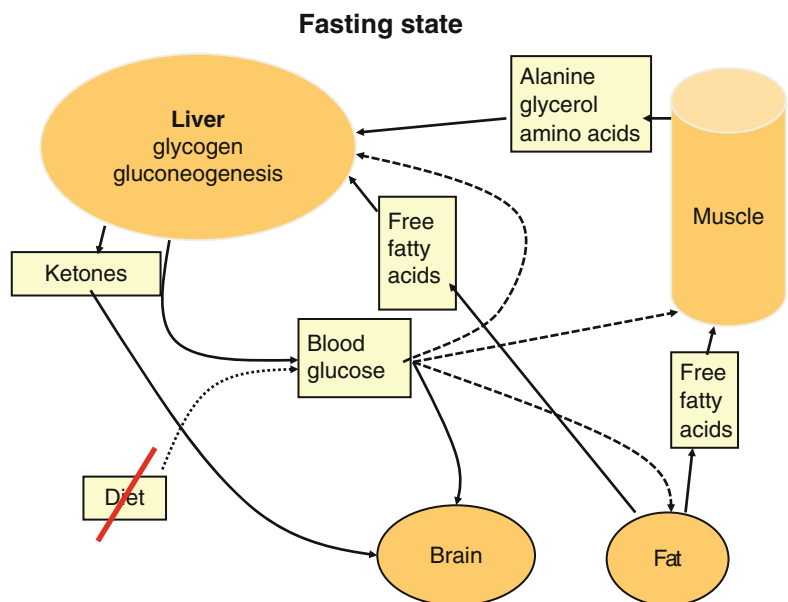 Fasting state
Alanine
glycerol
amino acids
Liver
glycogen
gluconeogenesis
Muscle
Free
fatty
acids
Ketones
Blood
glucose
Free
fatty
acids
Diet
Brain
Fat